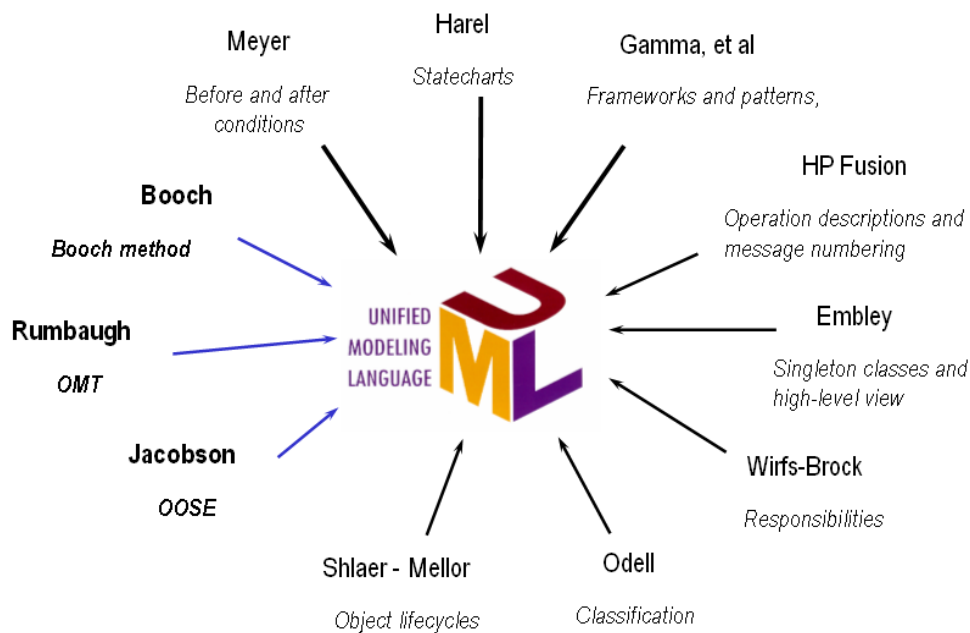 Meyer
Before and after
conditions
Harel
Statecharts
Gamma, et al
Frameworks and patterns,
HP Fusion
Operation descriptions and
message numbering
Booch
Booch method
Embley
Singleton classes and
high-level view
Rumbaugh
OMT
UNIFIED
MODELING
LANGUAGE
UML
Jacobson
OOSE
Wirfs-Brock
Responsibilities
Shlaer - Mellor
Object lifecycles
Odell
Classification